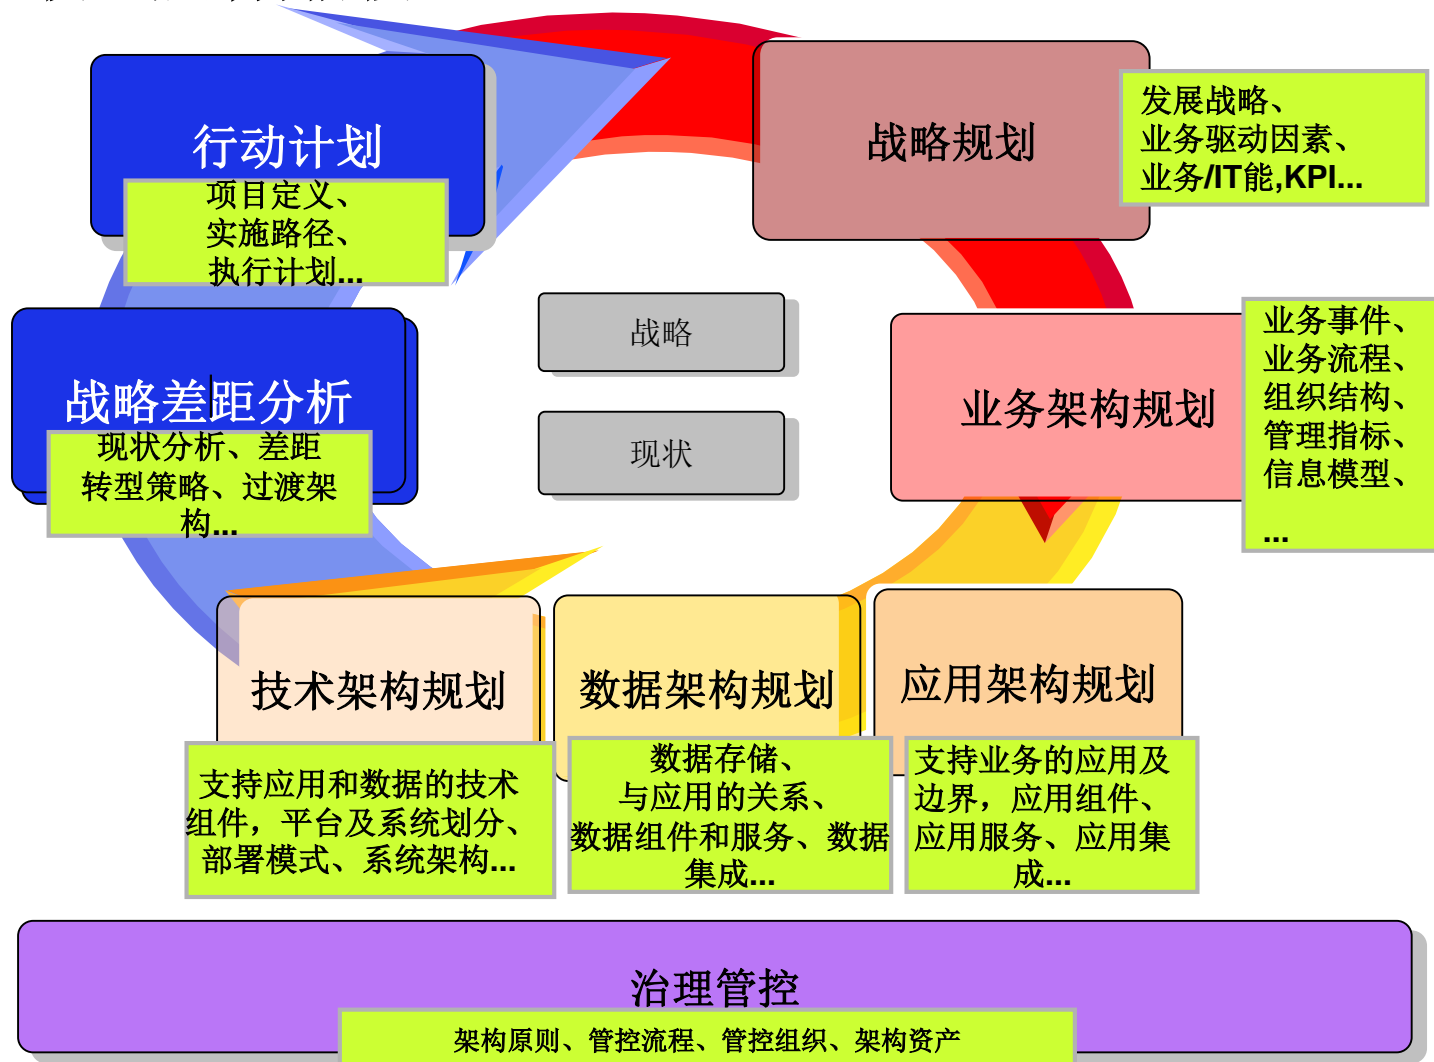 行动计划
项目定义、
实施路径、
执行计划...
战略规划
发展战略、
业务驱动因素、
业务/IT能,KPI...
战略
现状
战略差距分析
现状分析、差距
转型策略、过渡架
构...
业务架构规划
业务事件、
业务流程、
组织结构、
管理指标、
信息模型、
...
技术架构规划
支持应用和数据的技术
组件，平台及系统划分、
部署模式、系统架构...
数据架构规划
数据存储、
与应用的关系、
数据组件和服务、数据
集成...
应用架构规划
支持业务的应用及
边界，应用组件、
应用服务、应用集
成...
治理管控
架构原则、管控流程、管控组织、架构资产